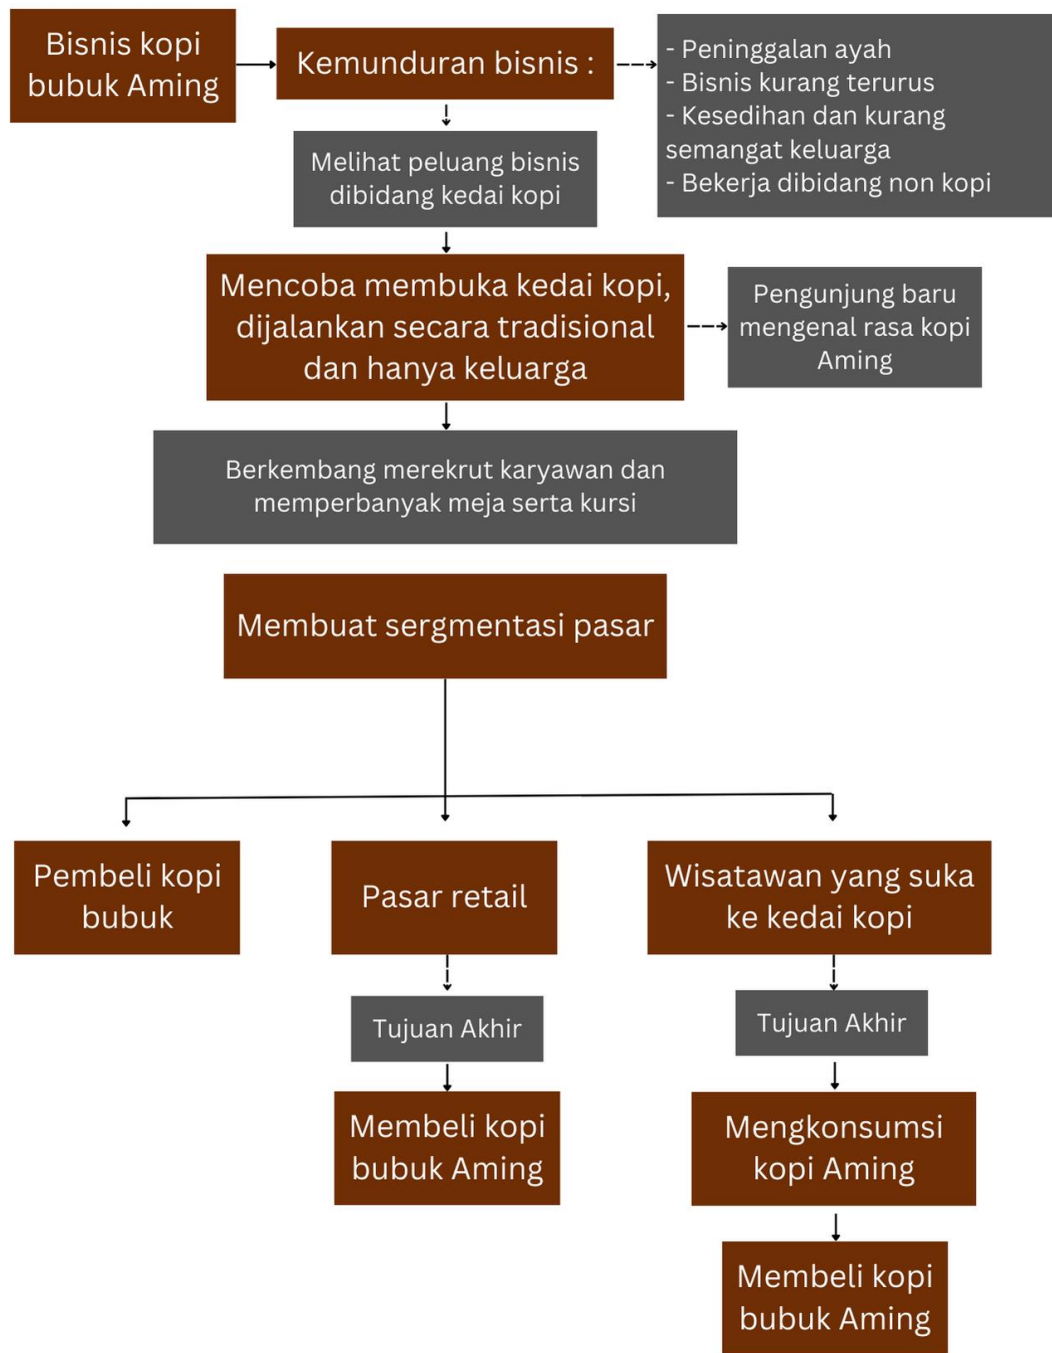 Bisnis kopi
bubuk Aming
Kemunduran bisnis :
- Peninggalan ayah
- Bisnis kurang terurus
- Kesedihan dan kurang
semangat keluarga
- Bekerja dibidang non kopi
Melihat peluang bisnis
dibidang kedai kopi
Mencoba membuka kedai kopi,
dijalankan secara tradisional
dan hanya keluarga
Pengunjung baru
mengenal rasa kopi
Aming
Berkembang merekrut karyawan dan
memperbanyak meja serta kursi
Membuat sergmentasi pasar
Pembeli kopi
bubuk
Pasar retail
Wisatawan yang suka
ke kedai kopi
Tujuan Akhir
Tujuan Akhir
Membeli kopi
bubuk Aming
Mengkonsumsi
kopi Aming
Membeli kopi
bubuk Aming